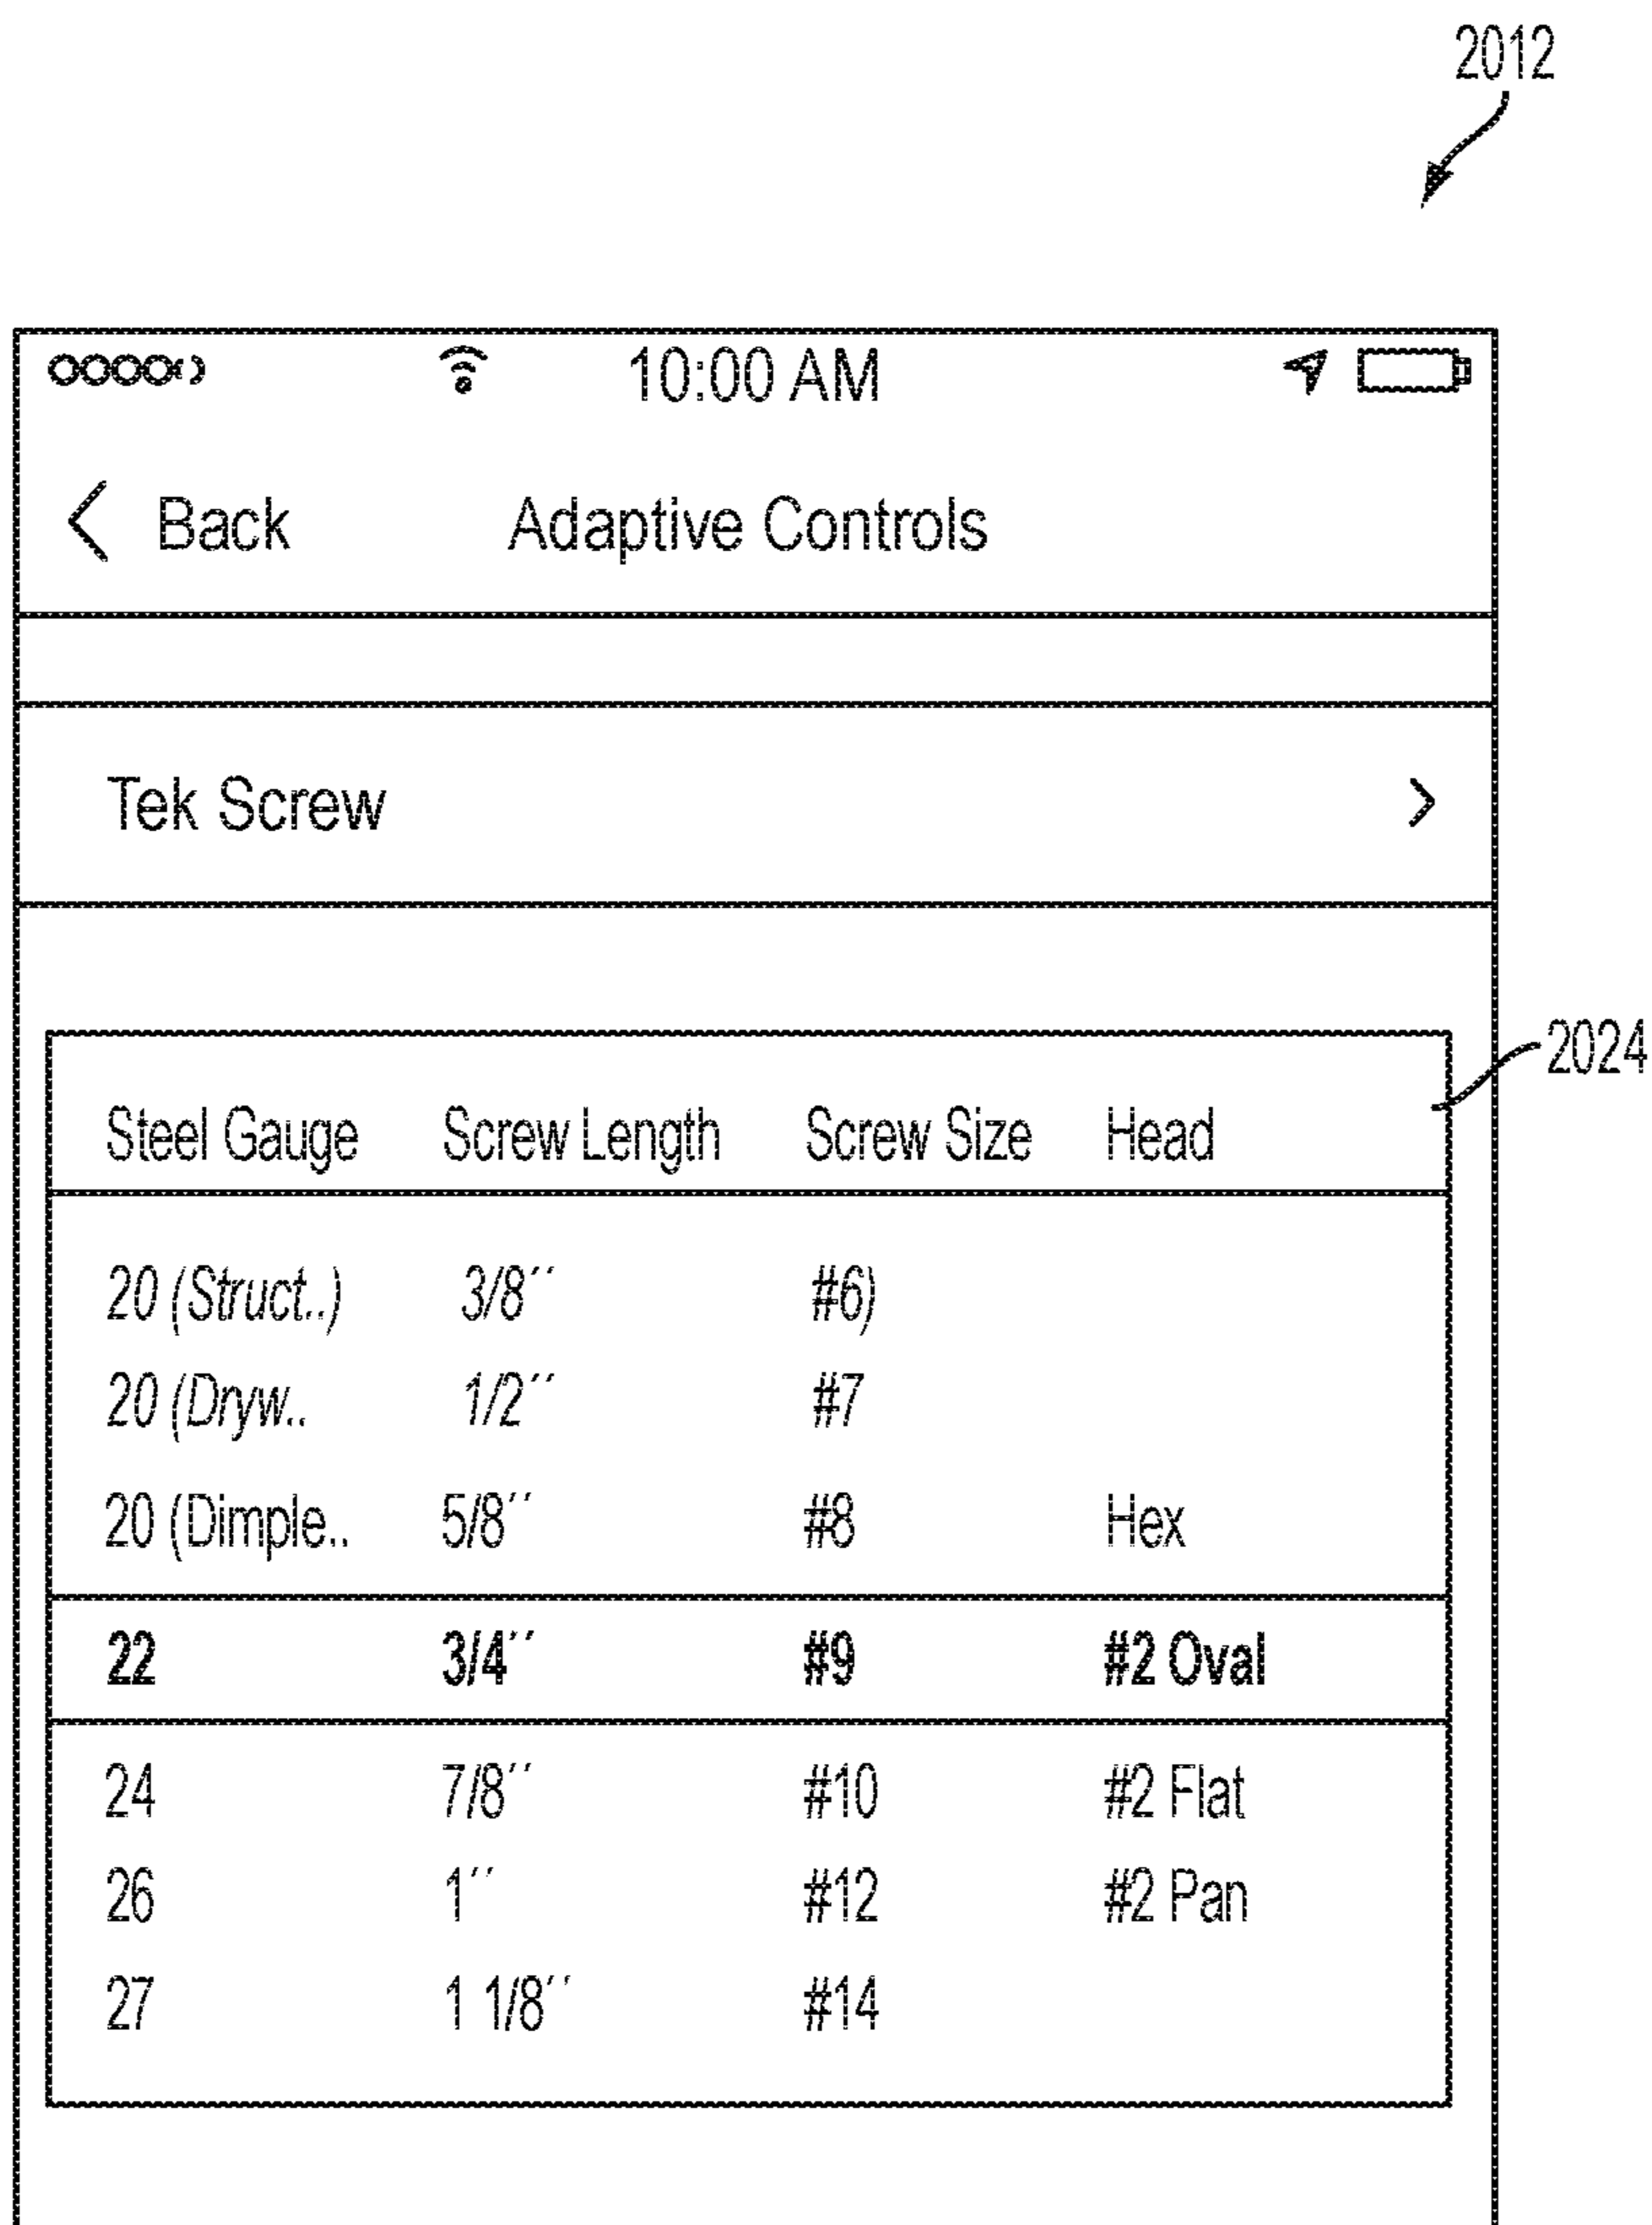 2012
10:00 AM
Back Adaptive Controls
Tek Screw
2024
Steel Gauge Screw Length Screw Size Head
20 (Struct..) 3/8´´ #6)
20 (Dryw.. 1/2´´ #7
20 (Dimple.. 5/8´´ #8 Hex
22 3/4´´ #9 #2 Oval
24 7/8´´ #10 #2 Flat
26 1´´ #12 #2 Pan
27 1 1/8´´ #14